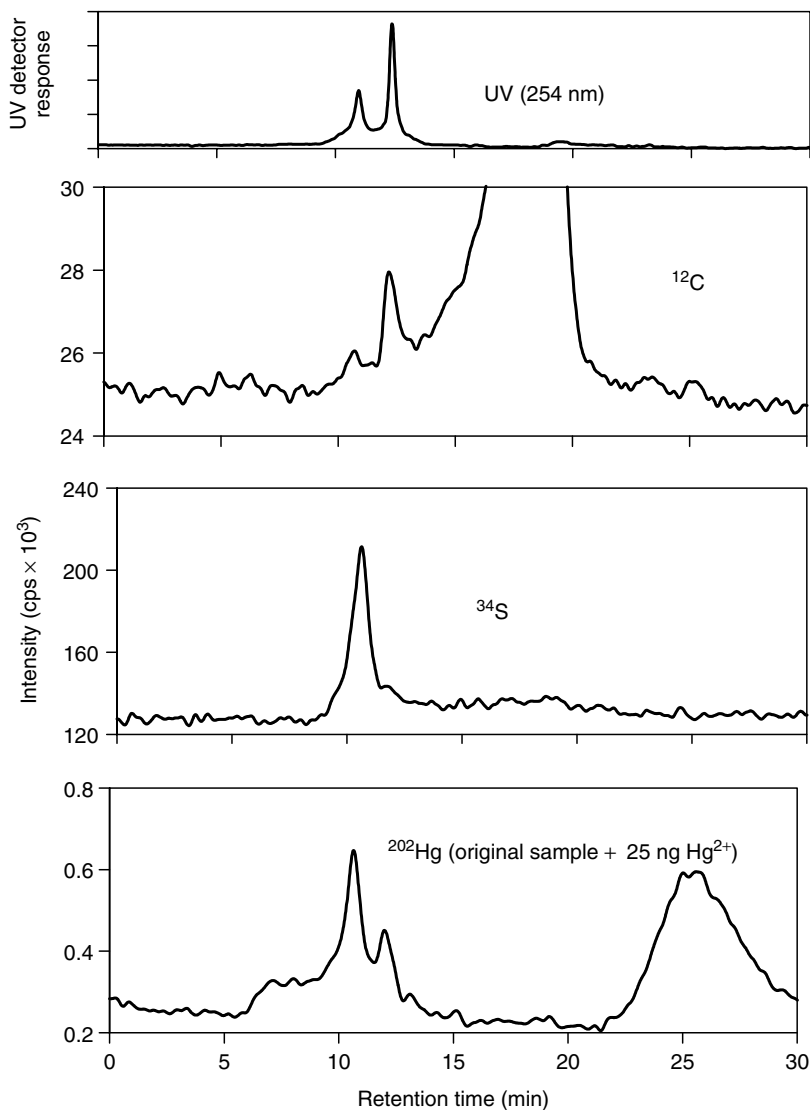 UV detector
response
UV (254 nm)
30
28
26
24
¹²C
Intensity (cps × 10³)
240
200
160
120
³⁴S
0.8
0.6
0.4
0.2
²⁰²Hg (original sample + 25 ng Hg²⁺)
0 5 10 15 20 25 30
Retention time (min)